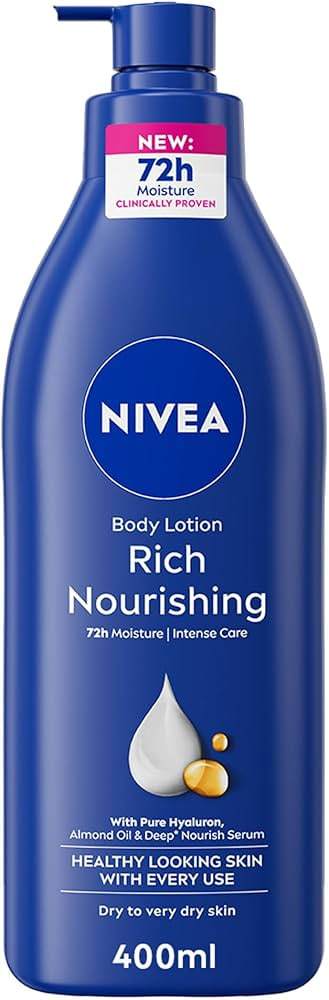 NEW:
72h
Moisture
CLINICALLY PROVEN
NIVEA
Body Lotion
Rich
Nourishing
72h Moisture | Intense Care
With Pure Hyaluron,
Almond Oil & Deep* Nourish Serum
HEALTHY LOOKING SKIN
WITH EVERY USE
Dry to very dry skin
400ml